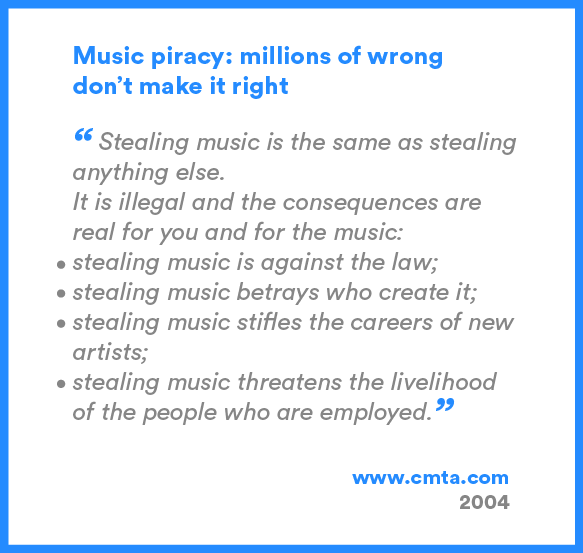 Music piracy: millions of wrong
don’t make it right
“ Stealing music is the same as stealing
anything else.
It is illegal and the consequences are
real for you and for the music:
• stealing music is against the law;
• stealing music betrays who create it;
• stealing music stifles the careers of new
artists;
• stealing music threatens the livelihood
of the people who are employed.”
www.cmta.com
2004